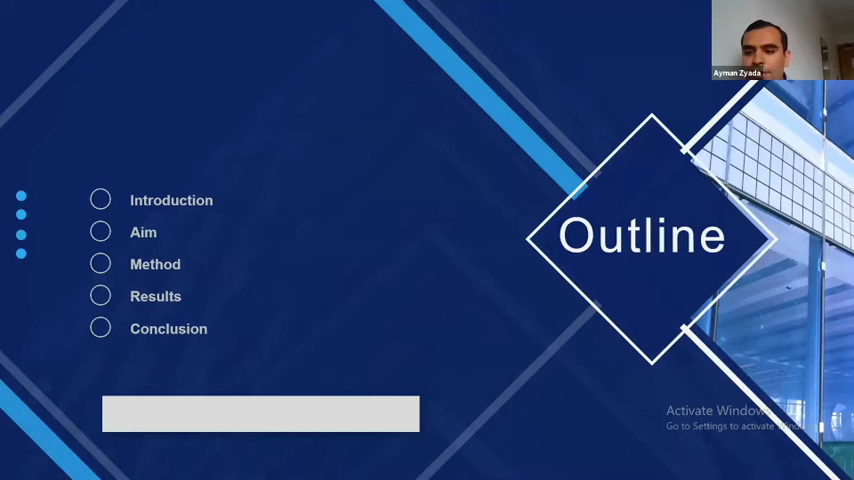 Ayman Zyada
Introduction
Aim
Method
Results
Conclusion
Outline
Activate Windows
Go to Settings to activate Windows.